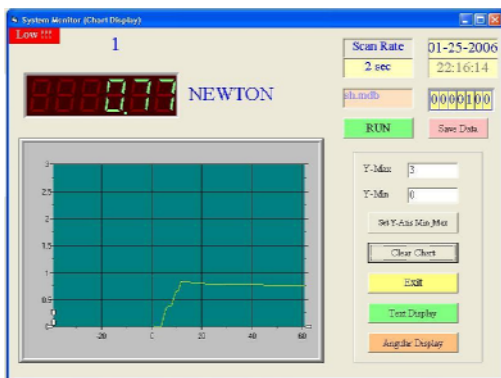 System Monitor (Chart Display)
Low !!!
1
Scan Rate
01-25-2006
2 sec
22:16:14
0.77
NEWTON
sh.mdb
0000100
RUN
Save Data
Y-Max
3
Y-Min
0
Set Y-Axis Min,Max
Clear Chart
Exit
Text Display
Angular Display
3
2.5
2
1.5
1
0.5
0
-20
0
20
40
60